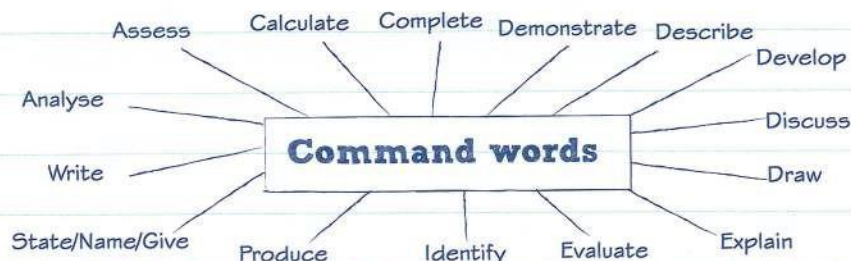 Assess
Calculate
Complete
Demonstrate
Describe
Develop
Analyse
Discuss
Command words
Write
Draw
State/Name/Give
Produce
Identify
Evaluate
Explain